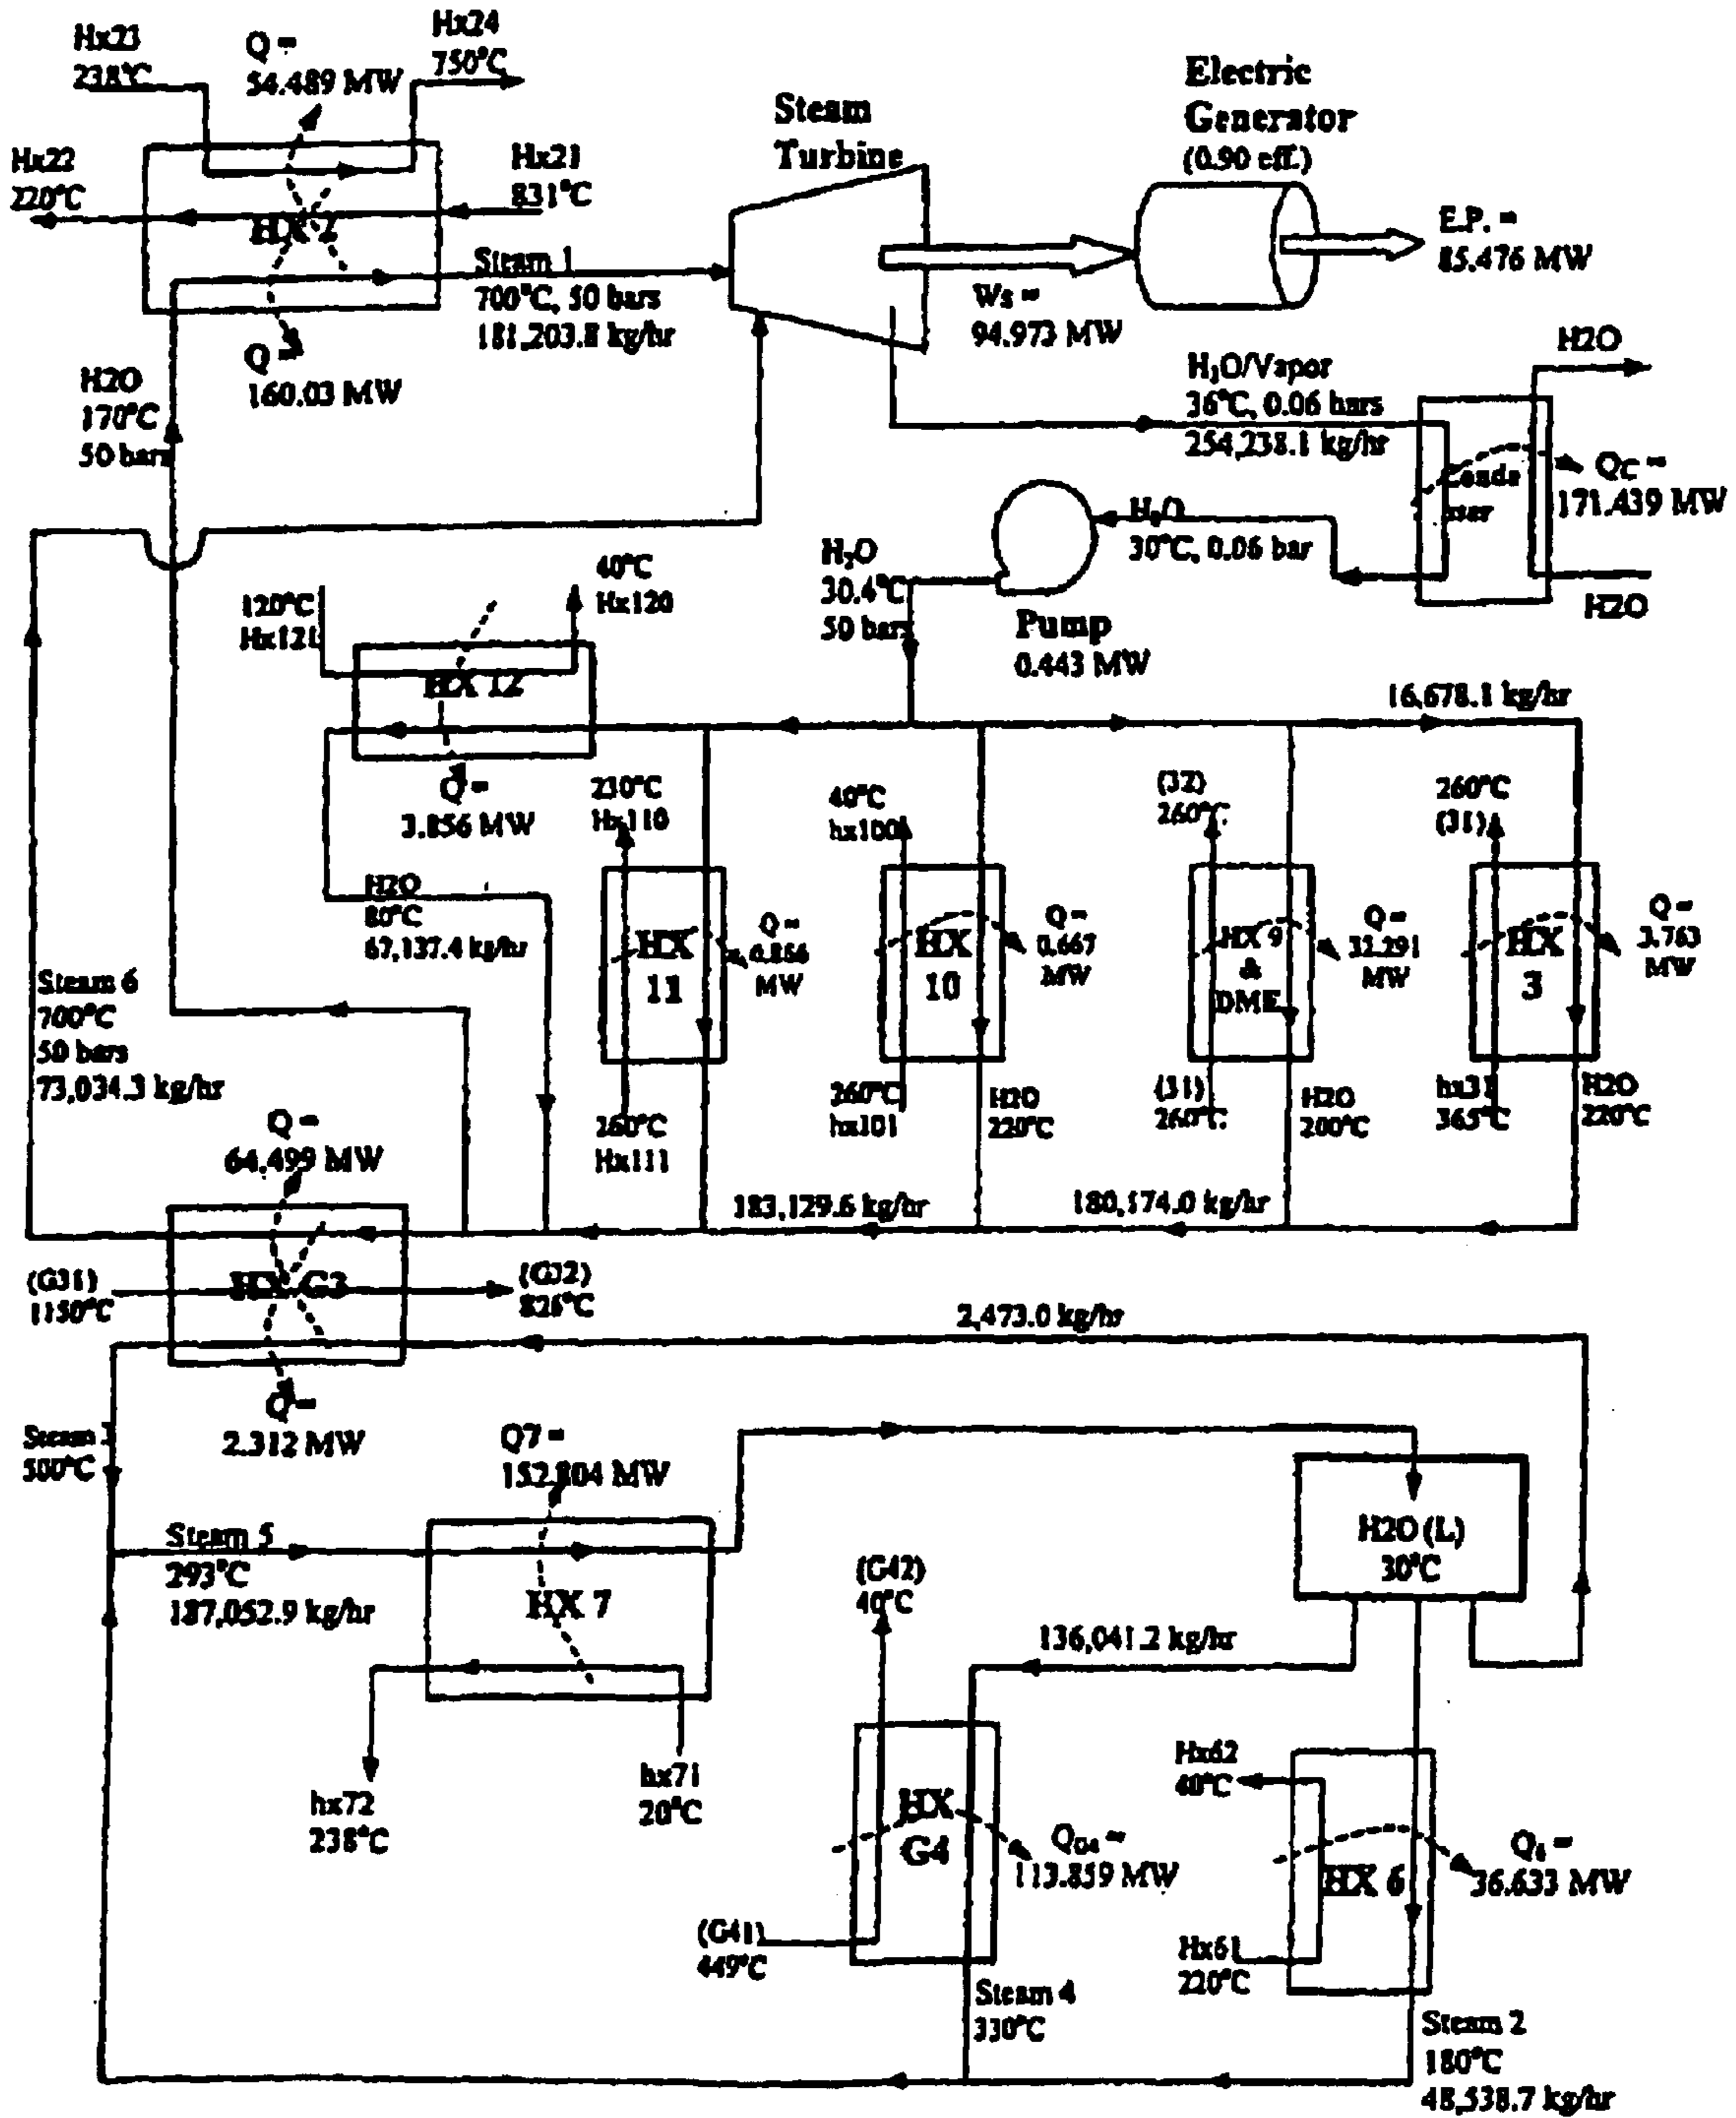 Hx23
238°C
Q =
54.489 MW
Hx24
750°C
Hx22
220°C
Hx21
831°C
HX 2
Steam 1
700°C, 50 bars
181,203.8 kg/hr
Q =
160.03 MW
H2O
170°C
50 bars
Steam
Turbine
Electric
Generator
(0.90 eff.)
E.P. =
85.476 MW
Ws =
94.973 MW
H2O/Vapor
36°C, 0.06 bars
254,238.1 kg/hr
H2O
Conde
nser
QC =
171.439 MW
H2O
H2O
30°C, 0.06 bar
H2O
30.4°C
50 bars
Pump
0.443 MW
120°C
Hx121
40°C
Hx120
HX 12
Q =
3.856 MW
16,678.1 kg/hr
230°C
Hx110
40°C
hx100
(32)
260°C
260°C
(31)
H2O
80°C
67,137.4 kg/hr
HX
11
Q =
0.866
MW
HX
10
Q =
0.667
MW
HX 9
&
DME
Q =
32.291
MW
HX
3
Q =
3.763
MW
Steam 6
700°C
50 bars
73,034.3 kg/hr
260°C
Hx111
260°C
hx101
H2O
220°C
(31)
260°C
H2O
200°C
hx31
365°C
H2O
220°C
Q =
64.499 MW
183,129.6 kg/hr
180,174.0 kg/hr
(G31)
1150°C
HX G3
(G32)
826°C
2,473.0 kg/hr
Q =
2.312 MW
Steam 3
500°C
Q7 =
152.804 MW
Steam 5
293°C
187,052.9 kg/hr
HX 7
H2O (L)
30°C
(G42)
40°C
136,041.2 kg/hr
hx72
238°C
hx71
20°C
HX
G4
QG4 =
113.859 MW
Hx62
40°C
HX 6
36.633 MW
(G41)
449°C
Hx61
220°C
Steam 4
330°C
Steam 2
180°C
48,538.7 kg/hr